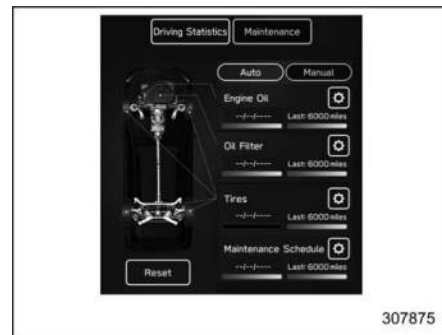 Driving Statistics Maintenance
Auto Manual
Engine Oil
--/--/---- Last: 6000 miles
Oil Filter
--/--/---- Last: 6000 miles
Tires
--/--/---- Last: 6000 miles
Maintenance Schedule
--/--/---- Last: 6000 miles
Reset
307875